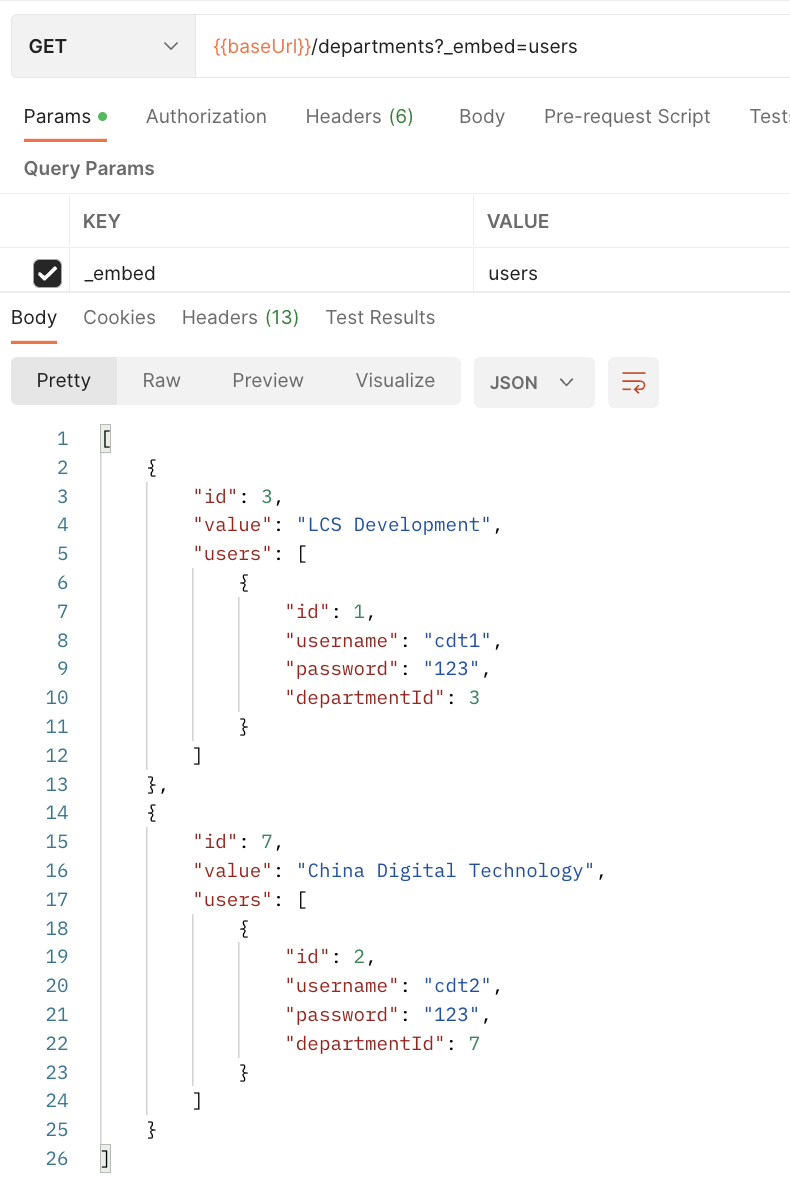 GET {{baseUrl}}/departments?_embed=users
Params Authorization Headers (6) Body Pre-request Script Tests
Query Params
KEY VALUE
_embed users
Body Cookies Headers (13) Test Results
Pretty Raw Preview Visualize JSON
1 [
2 {
3 "id": 3,
4 "value": "LCS Development",
5 "users": [
6 {
7 "id": 1,
8 "username": "cdt1",
9 "password": "123",
10 "departmentId": 3
11 }
12 ]
13 },
14 {
15 "id": 7,
16 "value": "China Digital Technology",
17 "users": [
18 {
19 "id": 2,
20 "username": "cdt2",
21 "password": "123",
22 "departmentId": 7
23 }
24 ]
25 }
26 ]